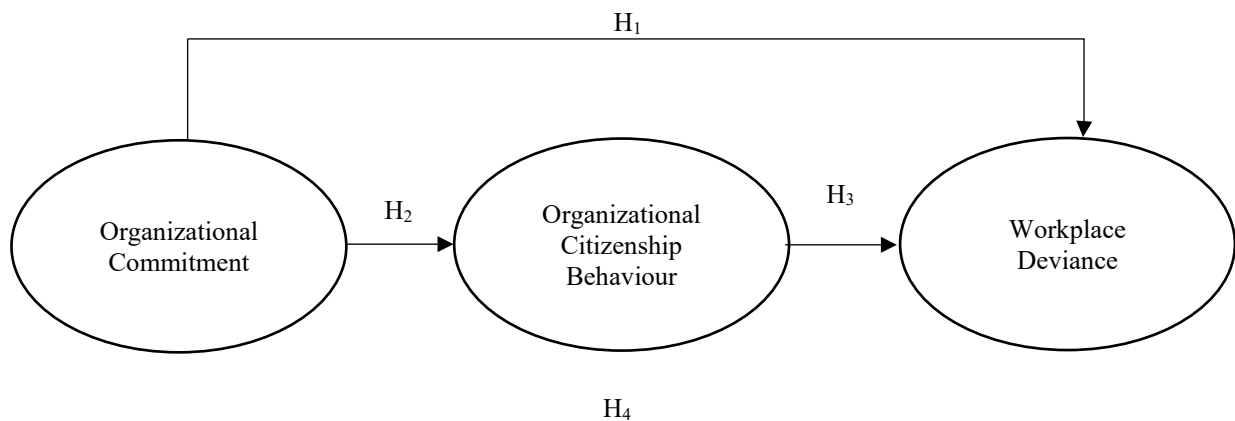 H₁
Organizational
Commitment
H₂
Organizational
Citizenship
Behaviour
H₃
Workplace
Deviance
H₄